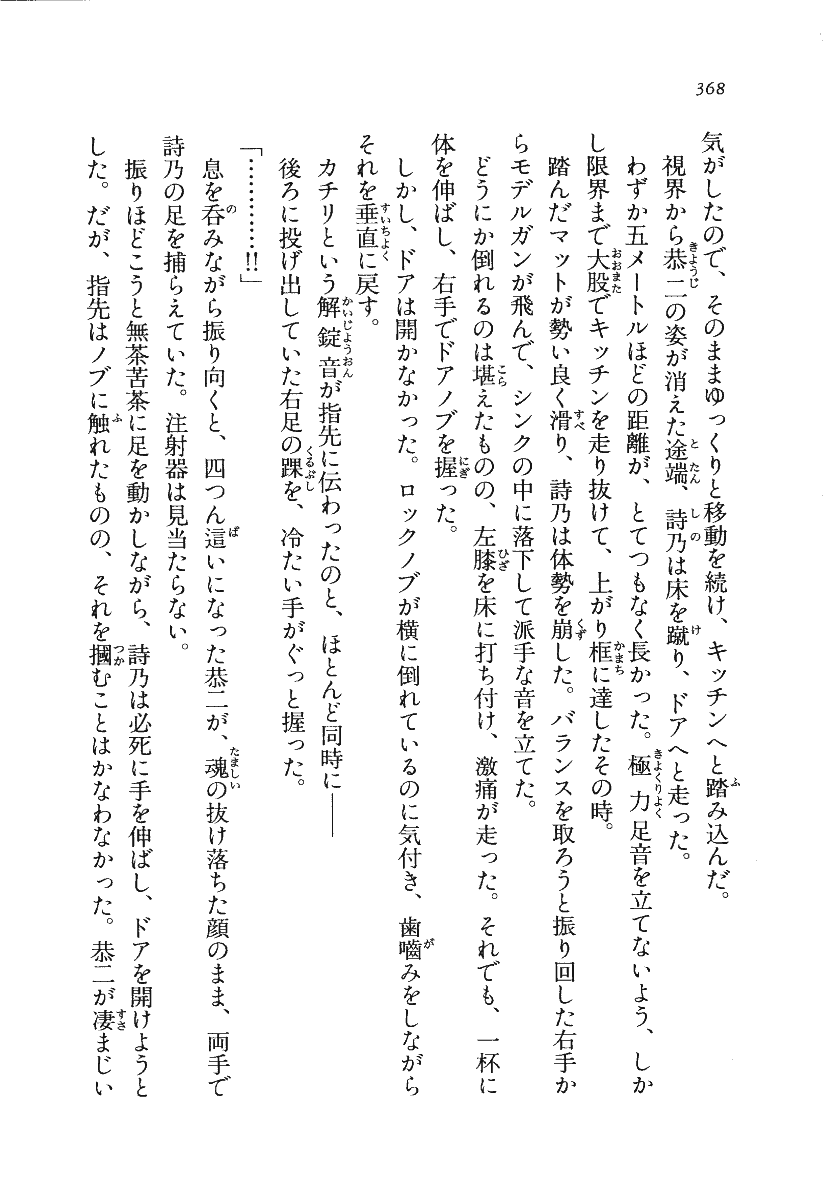 368
気がしたので、そのままゆっくりと移動を続け、キッチンへと踏み込んだ。
視界から恭二の姿が消えた途端、詩乃は床を蹴り、ドアへと走った。
わずか五メートルほどの距離が、とてつもなく長かった。極力足音を立てないよう、しか
し限界まで大股でキッチンを走り抜けて、上がり框に達したその時。
踏んだマットが勢い良く滑り、詩乃は体勢を崩した。バランスを取ろうと振り回した右手か
らモデルガンが飛んで、シンクの中に落下して派手な音を立てた。
どうにか倒れるのは堪えたものの、左膝を床に打ち付け、激痛が走った。それでも、一杯に
体を伸ばし、右手でドアノブを握った。
しかし、ドアは開かなかった。ロックノブが横に倒れているのに気付き、歯嚙みをしながら
それを垂直に戻す。
カチリという解錠音が指先に伝わったのと、ほとんど同時に――
後ろに投げ出していた右足の踝を、冷たい手がぐっと握った。
「…………!!」
息を呑みながら振り向くと、四つん這いになった恭二が、魂の抜け落ちた顔のまま、両手で
詩乃の足を捕らえていた。注射器は見当たらない。
振りほどこうと無茶苦茶に足を動かしながら、詩乃は必死に手を伸ばし、ドアを開けようと
した。だが、指先はノブに触れたものの、それを摑むことはかなわなかった。恭二が凄まじい